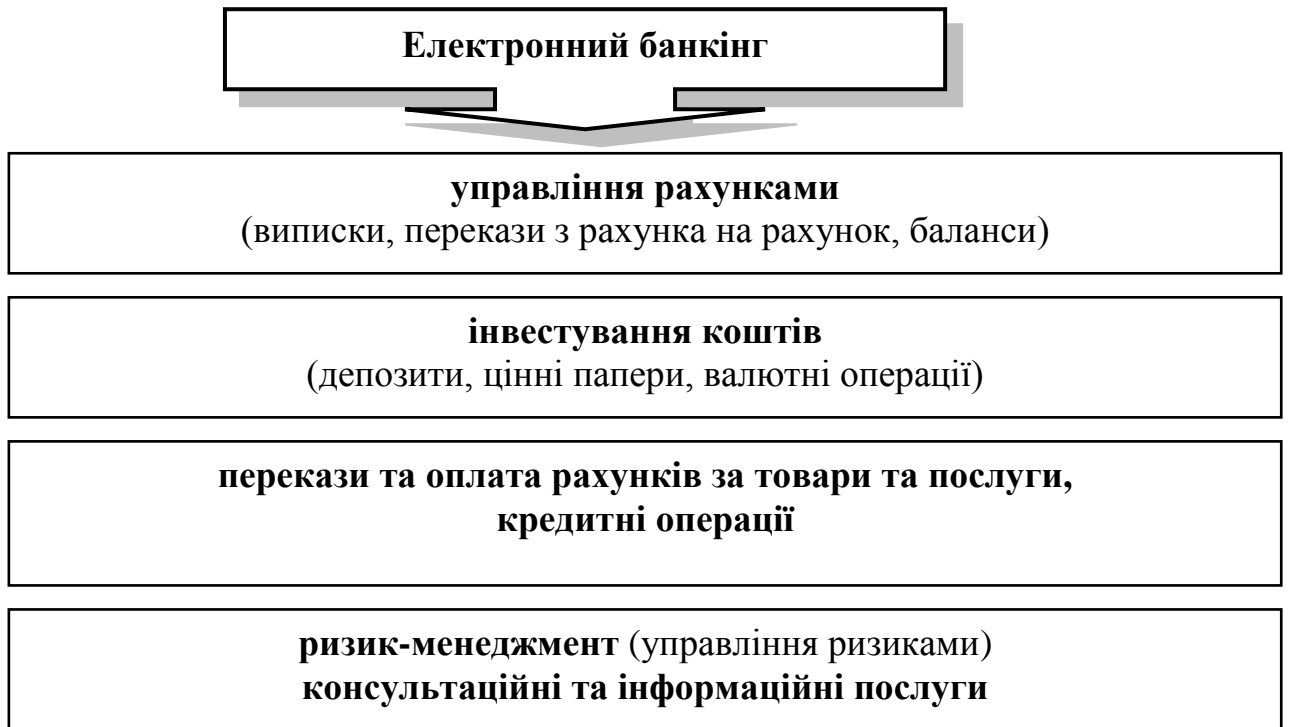 Електронний банкінг
управління рахунками
(виписки, перекази з рахунка на рахунок, баланси)
інвестування коштів
(депозити, цінні папери, валютні операції)
перекази та оплата рахунків за товари та послуги,
кредитні операції
ризик-менеджмент (управління ризиками)
консультаційні та інформаційні послуги